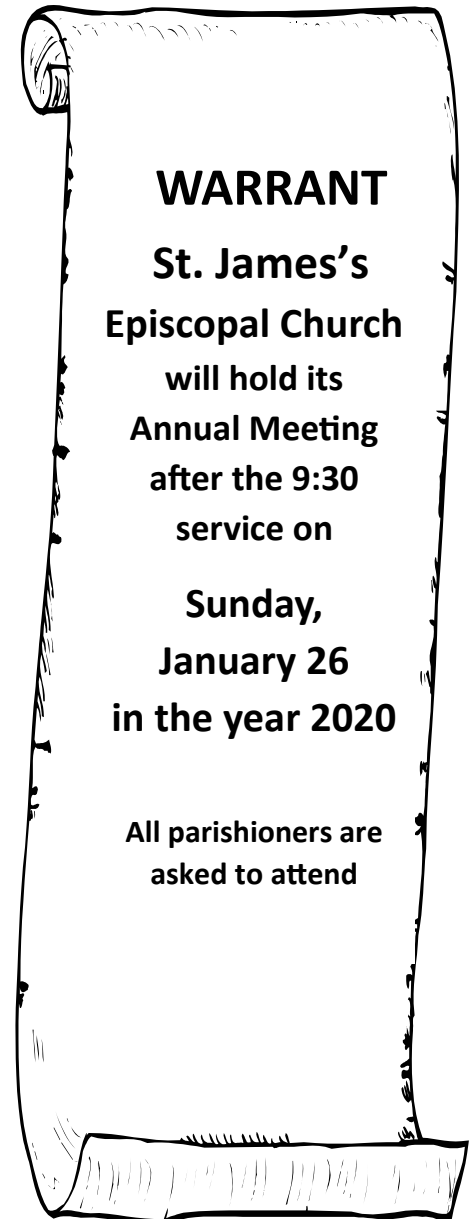 WARRANT
St. James’s
Episcopal Church
will hold its
Annual Meeting
after the 9:30
service on
Sunday,
January 26
in the year 2020
All parishioners are
asked to attend